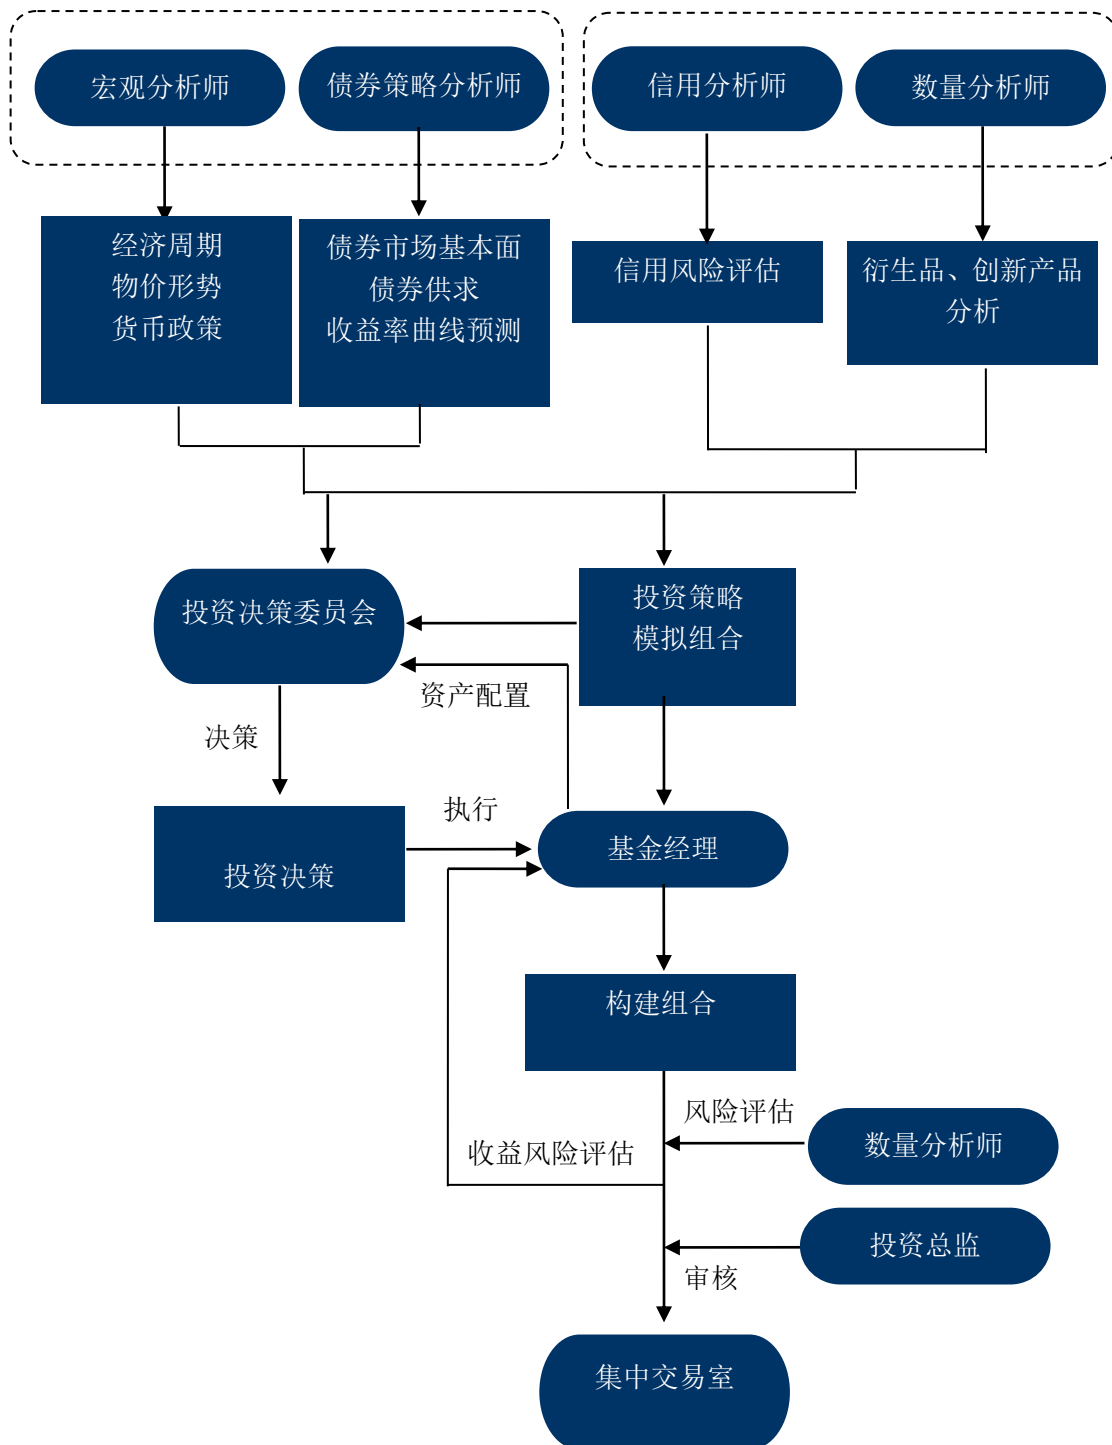 宏观分析师
债券策略分析师
信用分析师
数量分析师
经济周期
物价形势
货币政策
债券市场基本面
债券供求
收益率曲线预测
信用风险评估
衍生品、创新产品
分析
投资决策委员会
投资策略
模拟组合
资产配置
决策
执行
投资决策
基金经理
构建组合
风险评估
数量分析师
收益风险评估
投资总监
审核
集中交易室